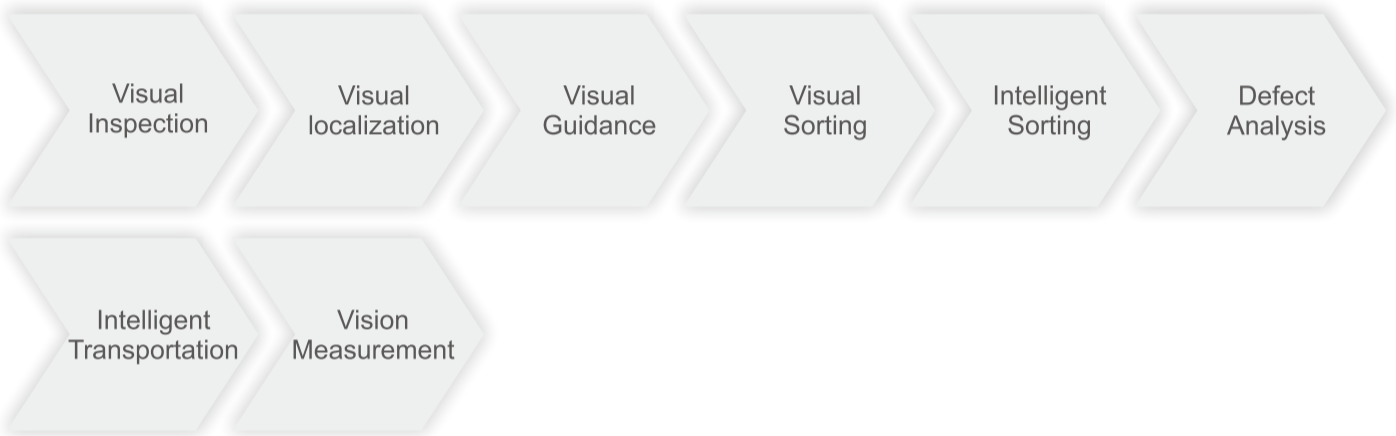 Visual
Inspection
Visual
localization
Visual
Guidance
Visual
Sorting
Intelligent
Sorting
Defect
Analysis
Intelligent
Transportation
Vision
Measurement